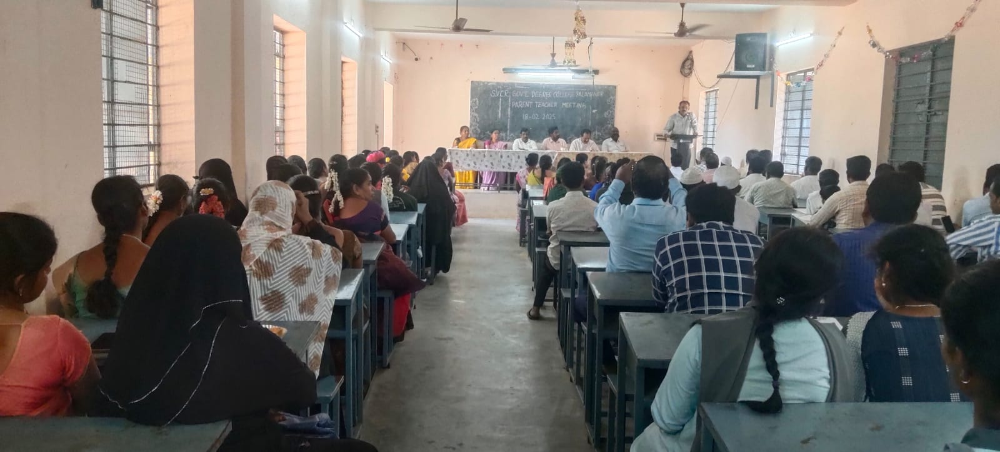 S.V.C.R. GOVT. DEGREE COLLEGE PALAMANER
PARENT TEACHER MEETING
18-02-2025